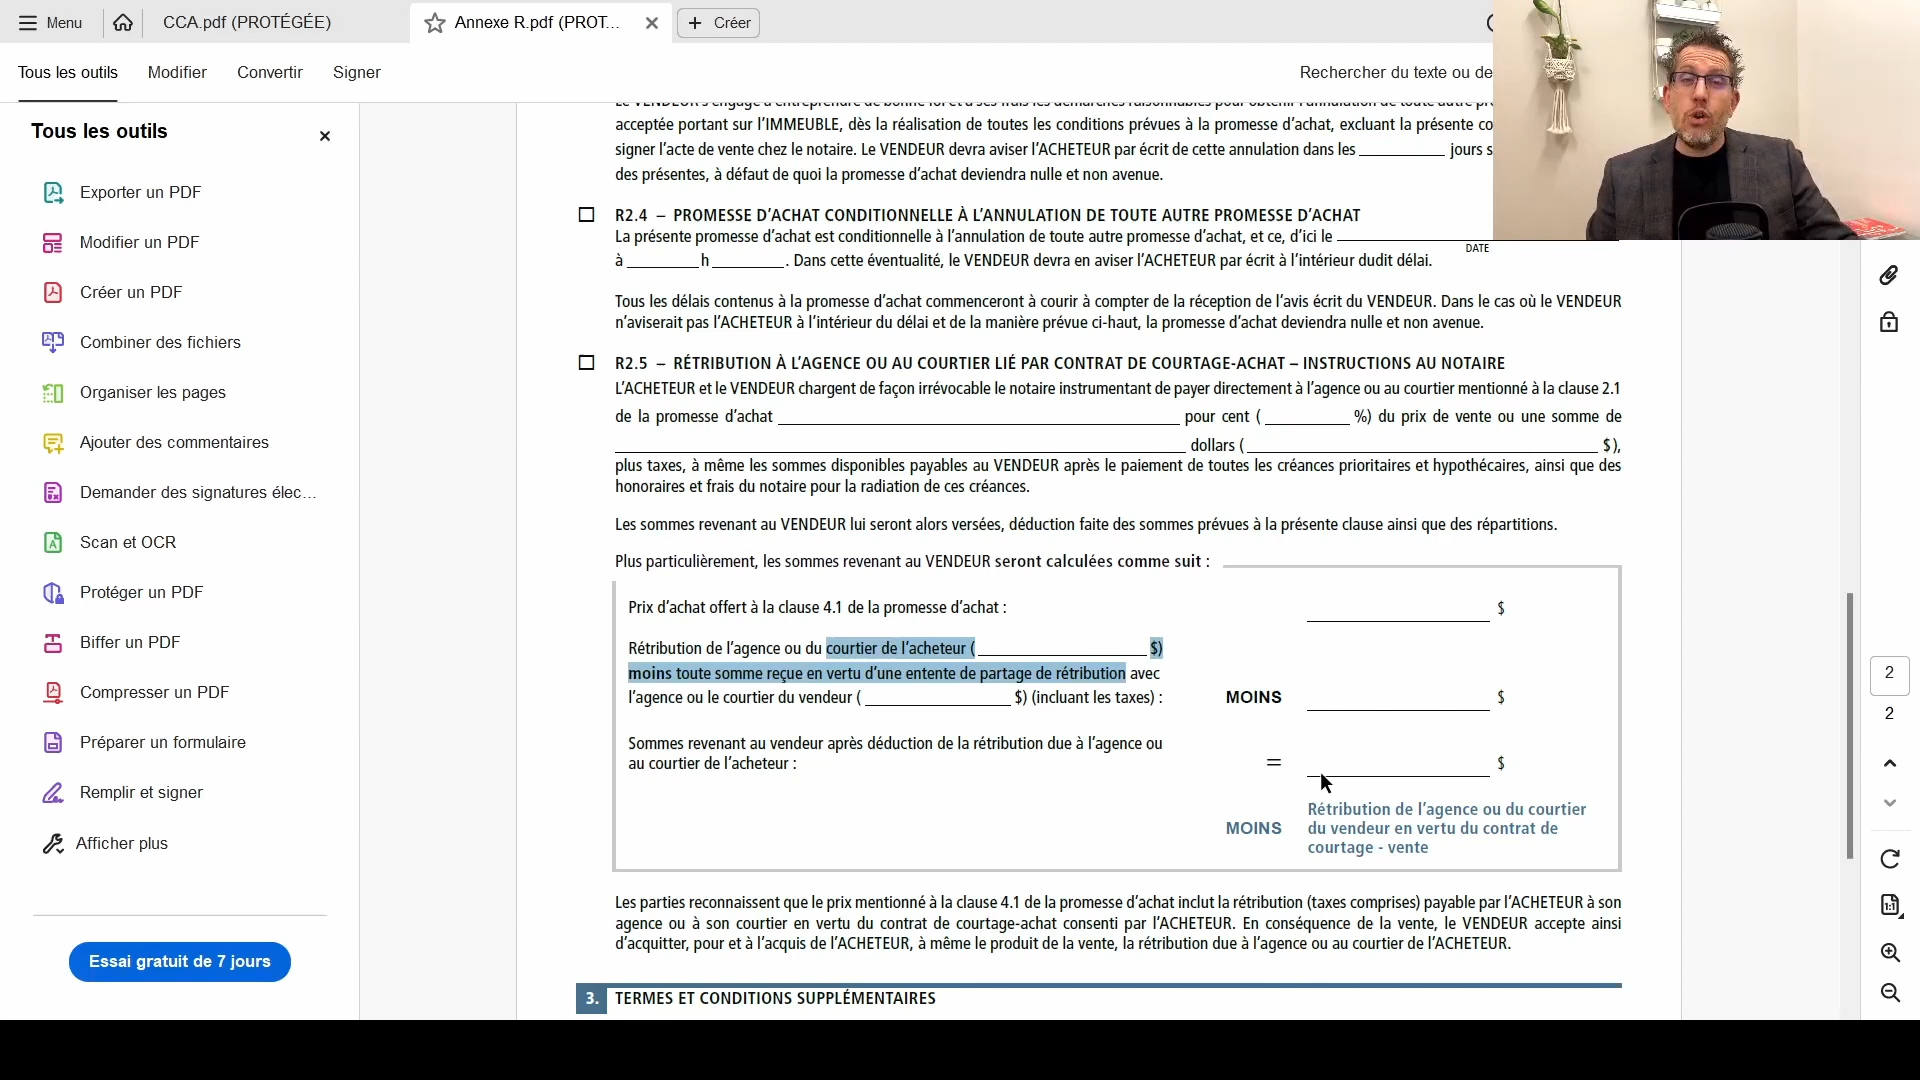 Menu
CCA.pdf (PROTÉGÉE)
Annexe R.pdf (PROT...
Créer
Tous les outils
Modifier
Convertir
Signer
Rechercher du texte ou de
Tous les outils
Exporter un PDF
Modifier un PDF
Créer un PDF
Combiner des fichiers
Organiser les pages
Ajouter des commentaires
Demander des signatures élec...
Scan et OCR
Protéger un PDF
Biffer un PDF
Compresser un PDF
Préparer un formulaire
Remplir et signer
Afficher plus
Essai gratuit de 7 jours
acceptée portant sur l'IMMEUBLE, dès la réalisation de toutes les conditions prévues à la promesse d'achat, excluant la présente co
signer l'acte de vente chez le notaire. Le VENDEUR devra aviser l'ACHETEUR par écrit de cette annulation dans les __________ jours s
des présentes, à défaut de quoi la promesse d'achat deviendra nulle et non avenue.
R2.4 – PROMESSE D'ACHAT CONDITIONNELLE À L'ANNULATION DE TOUTE AUTRE PROMESSE D'ACHAT
La présente promesse d'achat est conditionnelle à l'annulation de toute autre promesse d'achat, et ce, d'ici le __________
DATE
à ________h________. Dans cette éventualité, le VENDEUR devra en aviser l'ACHETEUR par écrit à l'intérieur dudit délai.
Tous les délais contenus à la promesse d'achat commenceront à courir à compter de la réception de l'avis écrit du VENDEUR. Dans le cas où le VENDEUR
n'aviserait pas l'ACHETEUR à l'intérieur du délai et de la manière prévue ci-haut, la promesse d'achat deviendra nulle et non avenue.
R2.5 – RÉTRIBUTION À L'AGENCE OU AU COURTIER LIÉ PAR CONTRAT DE COURTAGE-ACHAT – INSTRUCTIONS AU NOTAIRE
L'ACHETEUR et le VENDEUR chargent de façon irrévocable le notaire instrumentant de payer directement à l'agence ou au courtier mentionné à la clause 2.1
de la promesse d'achat __________ pour cent ( __________ %) du prix de vente ou une somme de
__________ dollars ( __________ $),
plus taxes, à même les sommes disponibles payables au VENDEUR après le paiement de toutes les créances prioritaires et hypothécaires, ainsi que des
honoraires et frais du notaire pour la radiation de ces créances.
Les sommes revenant au VENDEUR lui seront alors versées, déduction faite des sommes prévues à la présente clause ainsi que des répartitions.
Plus particulièrement, les sommes revenant au VENDEUR seront calculées comme suit :
Prix d'achat offert à la clause 4.1 de la promesse d'achat : __________ $
Rétribution de l'agence ou du courtier de l'acheteur ( __________ $)
moins toute somme reçue en vertu d'une entente de partage de rétribution avec
l'agence ou le courtier du vendeur ( __________ $) (incluant les taxes) : MOINS __________ $
Sommes revenant au vendeur après déduction de la rétribution due à l'agence ou
au courtier de l'acheteur : = __________ $
MOINS
Rétribution de l'agence ou du courtier
du vendeur en vertu du contrat de
courtage - vente
Les parties reconnaissent que le prix mentionné à la clause 4.1 de la promesse d'achat inclut la rétribution (taxes comprises) payable par l'ACHETEUR à son
agence ou à son courtier en vertu du contrat de courtage-achat consenti par l'ACHETEUR. En conséquence de la vente, le VENDEUR accepte ainsi
d'acquitter, pour et à l'acquis de l'ACHETEUR, à même le produit de la vente, la rétribution due à l'agence ou au courtier de l'ACHETEUR.
3. TERMES ET CONDITIONS SUPPLÉMENTAIRES
2
2
1:1